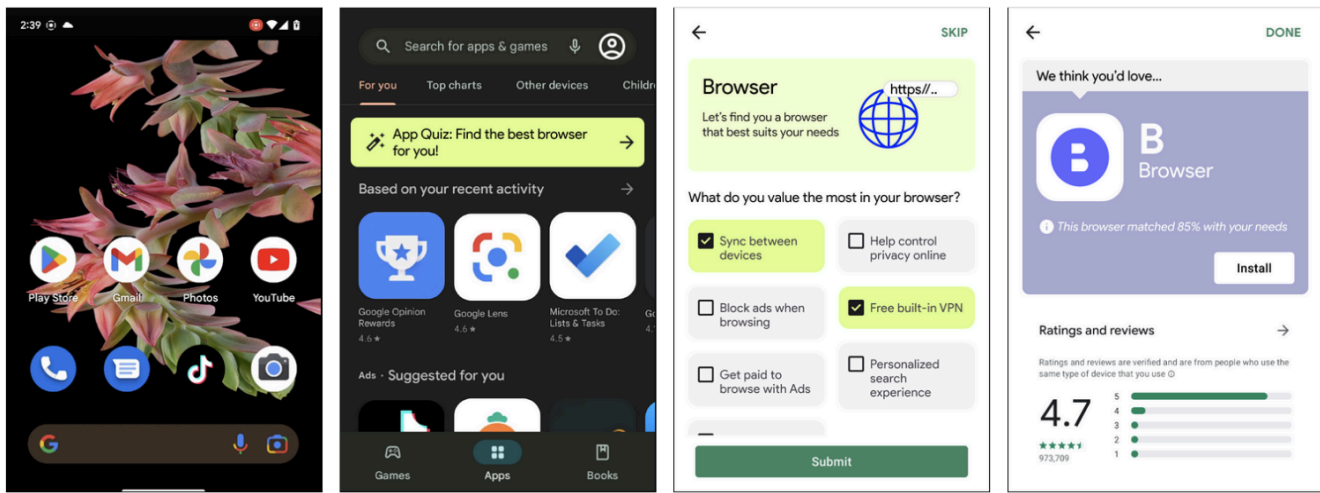 2:39
Play Store
Gmail
Photos
YouTube
G
Search for apps & games
For you
Top charts
Other devices
Childre
App Quiz: Find the best browser
for you!
Based on your recent activity
Google Opinion
Rewards
4.6 ★
Google Lens
4.6 ★
Microsoft To Do:
Lists & Tasks
4.5 ★
Go
4.
Ads · Suggested for you
Games
Apps
Books
SKIP
Browser
Let's find you a browser
that best suits your needs
https//..
What do you value the most in your browser?
Sync between
devices
Help control
privacy online
Block ads when
browsing
Free built-in VPN
Get paid to
browse with Ads
Personalized
search
experience
Submit
DONE
We think you'd love...
B
B
Browser
This browser matched 85% with your needs
Install
Ratings and reviews
Ratings and reviews are verified and are from people who use the
same type of device that you use
4.7
973,709
5
4
3
2
1